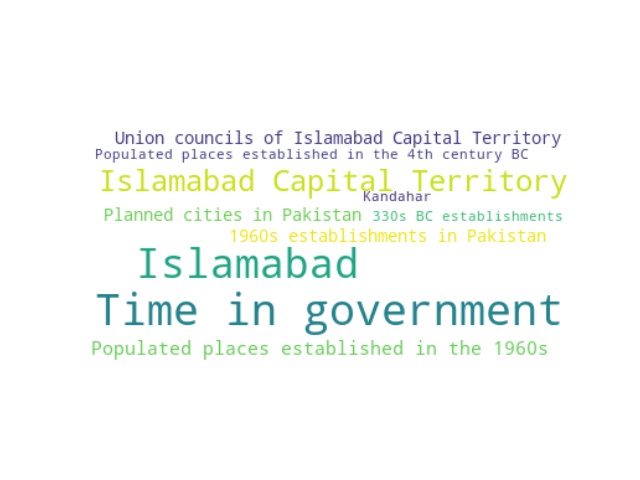 Union councils of Islamabad Capital Territory
Populated places established in the 4th century BC
Islamabad Capital Territory
Kandahar
Planned cities in Pakistan 330s BC establishments
1960s establishments in Pakistan
Islamabad
Time in government
Populated places established in the 1960s